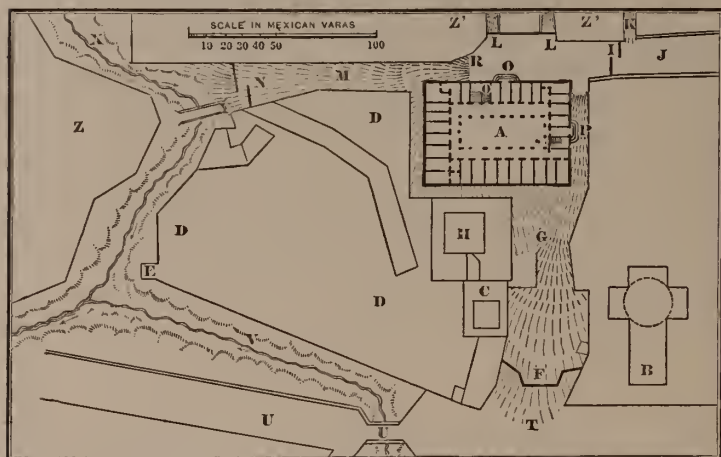 SCALE IN MEXICAN VARAS
10 20 30 40 50 100
Z' Z' K
L L
I J
X
R O
N M
Z D A P
D
H G
E D C
V
F B
U U T